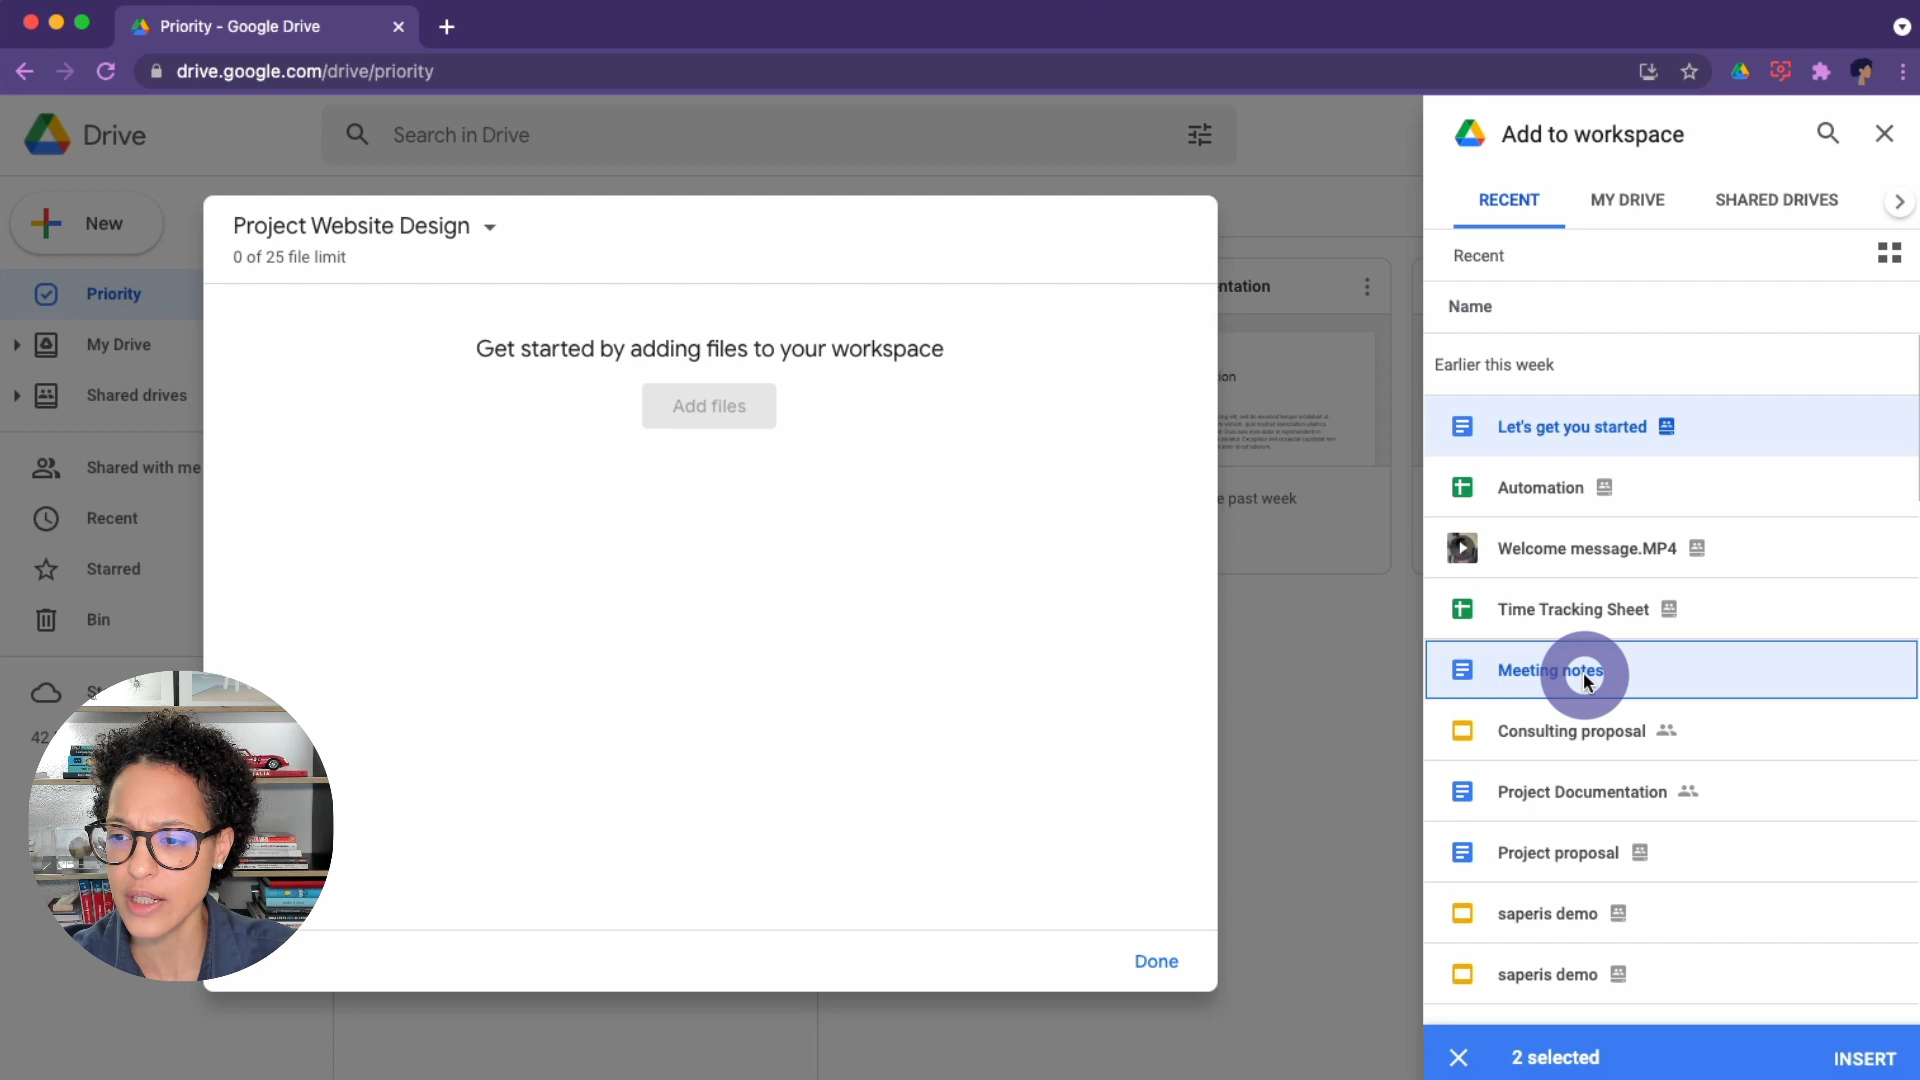 Priority - Google Drive
drive.google.com/drive/priority
Drive
Search in Drive
New
Priority
My Drive
Shared drives
Shared with me
Recent
Starred
Bin
42
Project Website Design
0 of 25 file limit
Get started by adding files to your workspace
Add files
Done
ntation
ion
e past week
Add to workspace
RECENT
MY DRIVE
SHARED DRIVES
Recent
Name
Earlier this week
Let's get you started
Automation
Welcome message.MP4
Time Tracking Sheet
Meeting notes
Consulting proposal
Project Documentation
Project proposal
saperis demo
saperis demo
2 selected
INSERT